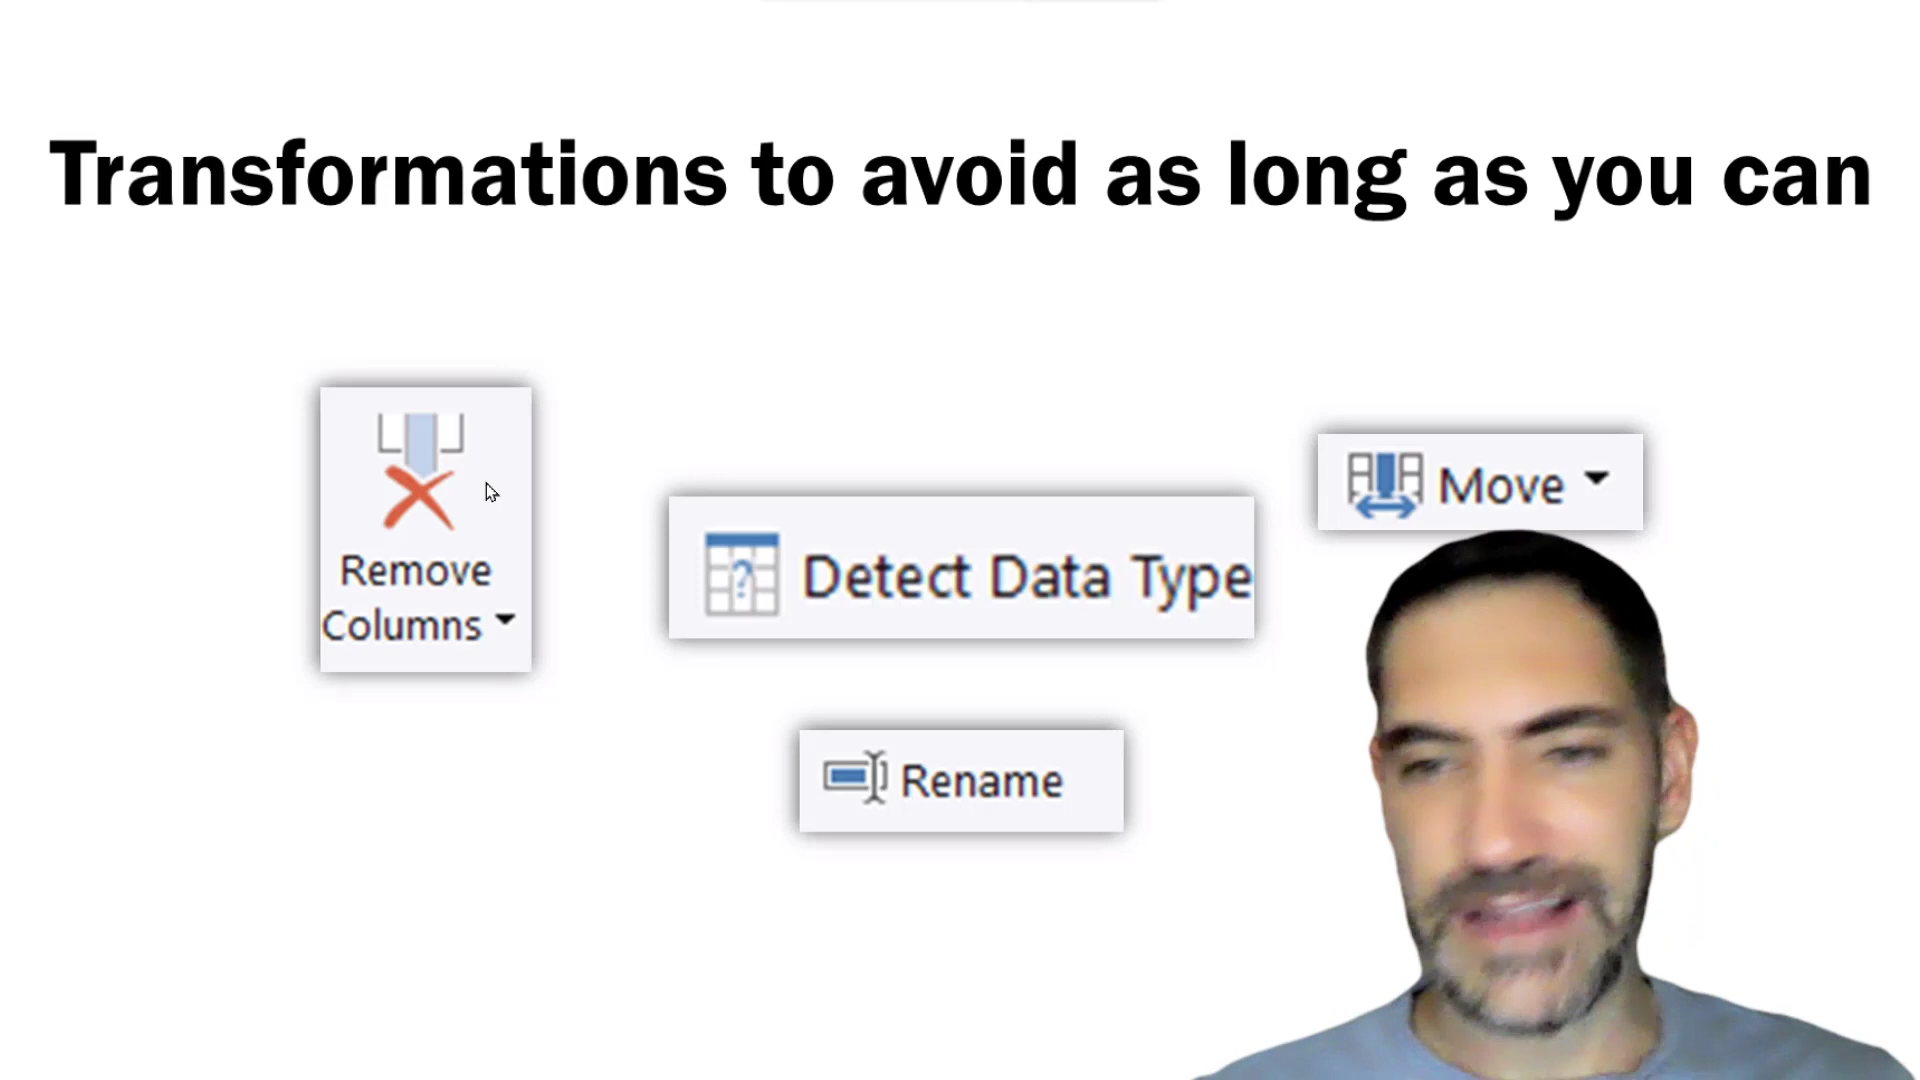 Transformations to avoid as long as you can
Remove
Columns
Detect Data Type
Move
Rename